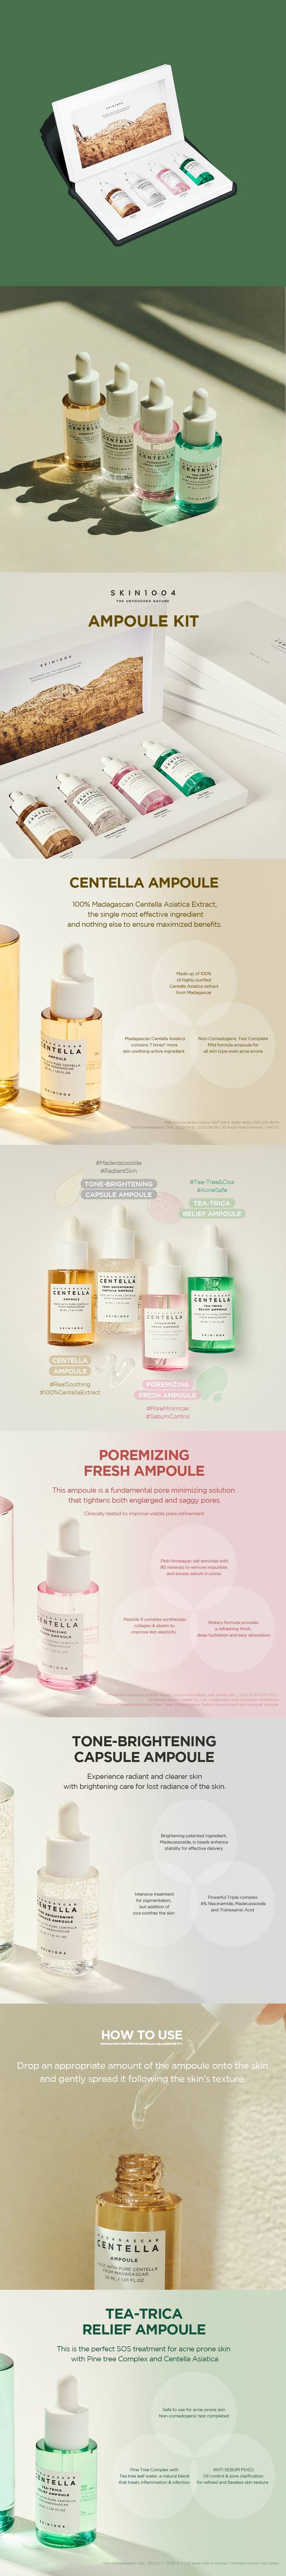 SKIN1004
THE UNTOUCHED NATURE
AMPOULE KIT
CENTELLA AMPOULE
100% Madagascar Centella Asiatica Extract,
the single most effective ingredient
and nothing else to ensure maximized benefits.
Made up of 100%
of highly purified
Centella Asiatica extract
from Madagascar
Madagascar Centella Asiatica
contains 7 times* more
skin soothing active ingredient
Non-Comedogenic Test Complete
Mild formula ampoule for
all skin type even acne-prone
MADAGASCAR
CENTELLA
AMPOULE
SKIN1004
#Madecassoside
#RadiantSkin
TONE-BRIGHTENING
CAPSULE AMPOULE
#Tea-Tree&Cica
#AcneSafe
TEA-TRICA
RELIEF AMPOULE
CENTELLA
AMPOULE
#RealSoothing
#100%CentellaExtract
POREMIZING
FRESH AMPOULE
#PoreMinimizer
#SebumControl
POREMIZING
FRESH AMPOULE
This ampoule is a fundamental pore minimizing solution
that tightens both englarged and saggy pores.
Clinically tested to improve visible pore refinement
Pink Himalayan salt enriched with
80 minerals to remove impurities
and excess sebum in pores
Peptide 9 complex synthesizes
collagen & elastin to
improve skin elasticity
Watery formula provides
a refreshing finish,
deep hydration and easy absorption
TONE-BRIGHTENING
CAPSULE AMPOULE
Experience radiant and clearer skin
with brightening care for lost radiance of the skin.
Brightening patented ingredient,
Madecassoside, in beads enhance
stability for effective delivery
Intensive treatment
for pigmentation,
but addition of
cica soothes the skin
Powerful Triple complex:
4% Niacinamide, Madecassoside
and Tranexamic Acid
HOW TO USE
Drop an appropriate amount of the ampoule onto the skin
and gently spread it following the skin's texture.
MADAGASCAR
CENTELLA
AMPOULE
MADE WITH PURE CENTELLA
FROM MADAGASCAR
TEA-TRICA
RELIEF AMPOULE
This is the perfect SOS treatment for acne prone skin
with Pine tree Complex and Centella Asiatica
Safe to use for acne-prone skin
Non-comedogenic test completed
Pine Tree Complex with
Tea tree leaf water, a natural blend
that treats inflammation & infection
Oil control & pore clarification
for refined and flawless skin texture